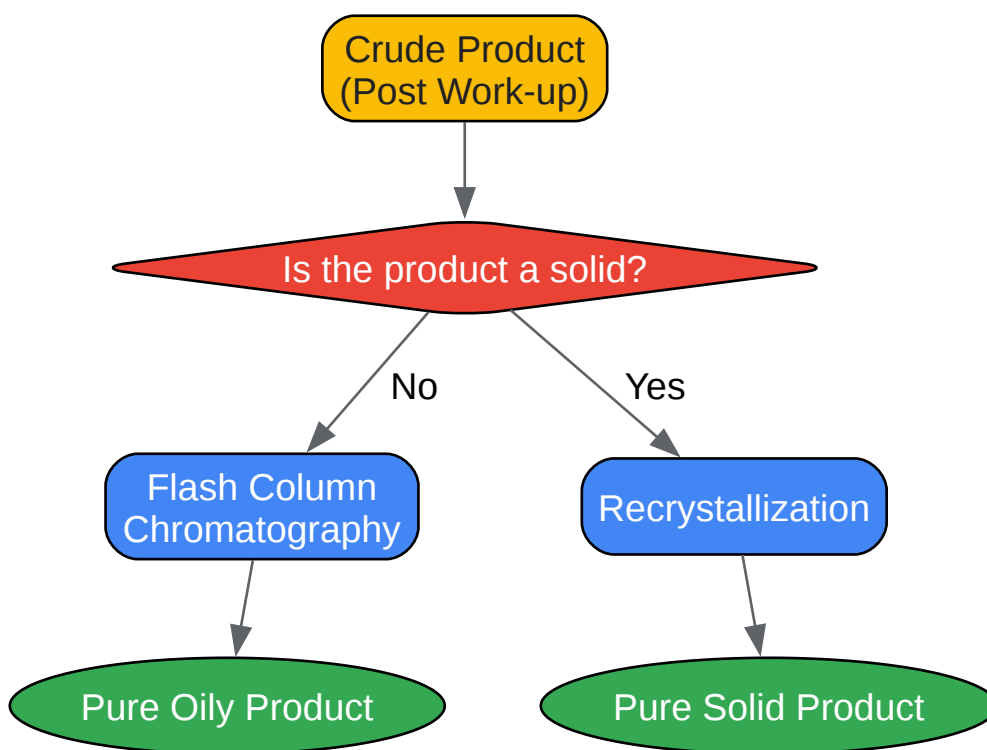 Crude Product
(Post Work-up)
Is the product a solid?
No
Yes
Flash Column
Chromatography
Recrystallization
Pure Oily Product
Pure Solid Product